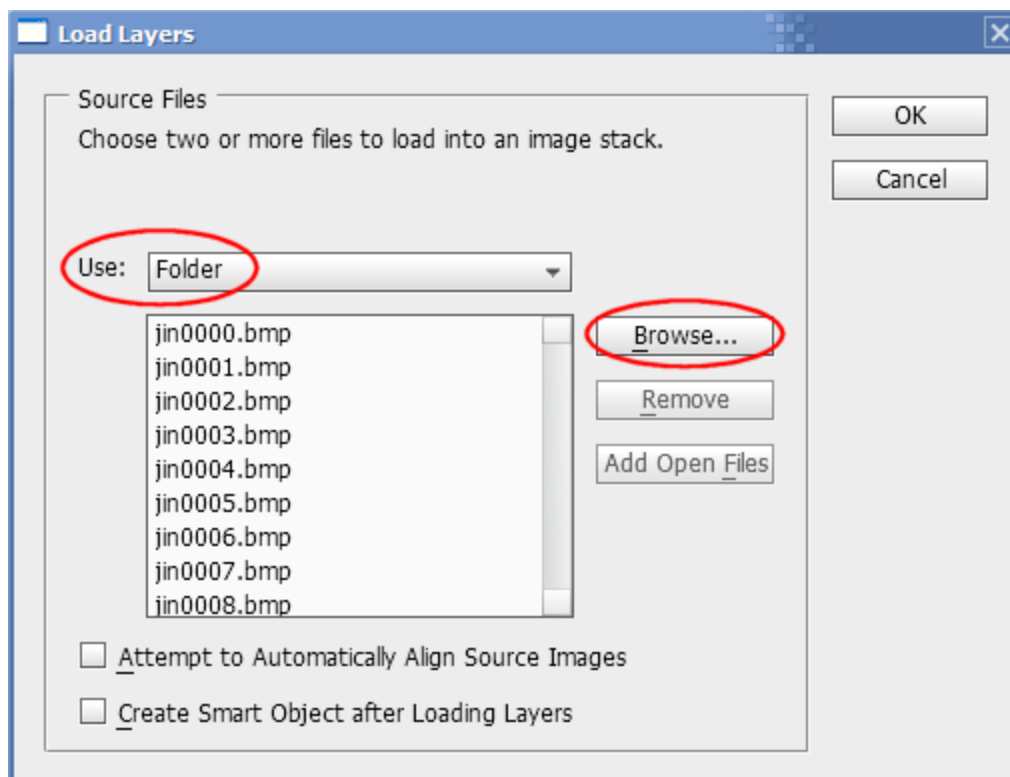 Load Layers
Source Files
Choose two or more files to load into an image stack.
OK
Cancel
Use: Folder
jin0000.bmp
jin0001.bmp
jin0002.bmp
jin0003.bmp
jin0004.bmp
jin0005.bmp
jin0006.bmp
jin0007.bmp
jin0008.bmp
Browse...
Remove
Add Open Files
Attempt to Automatically Align Source Images
Create Smart Object after Loading Layers